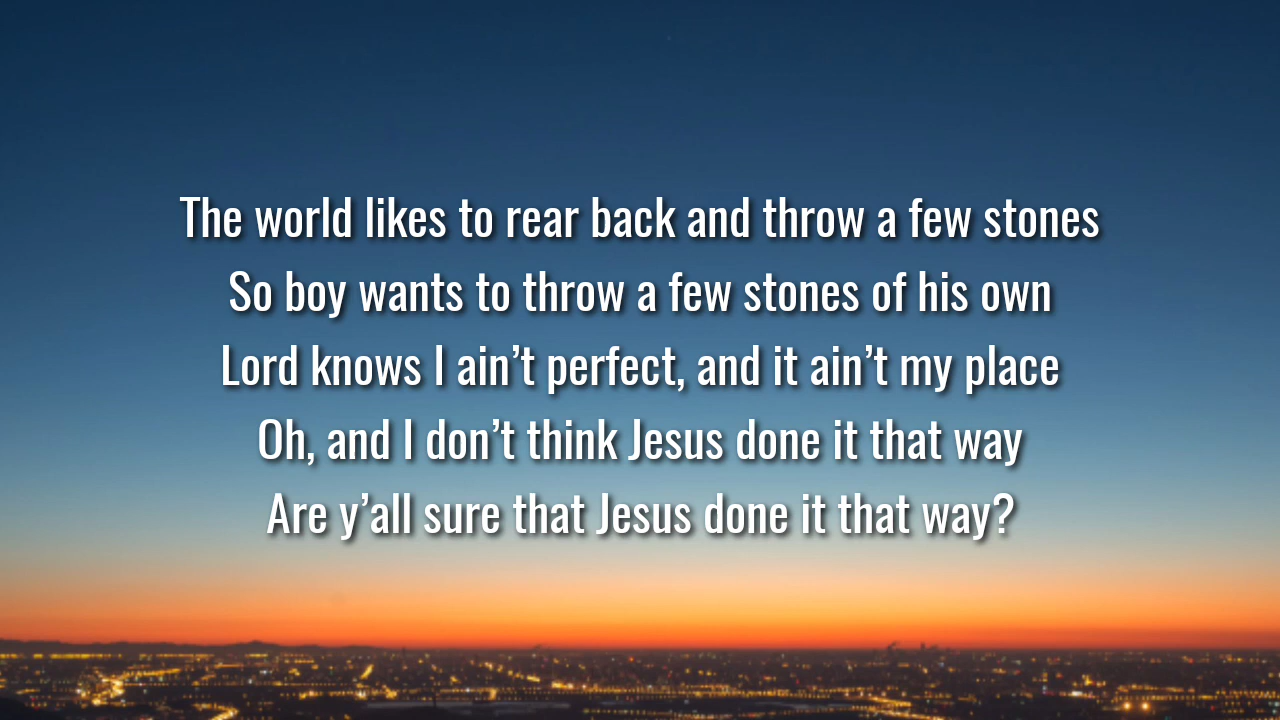 The world likes to rear back and throw a few stones
So boy wants to throw a few stones of his own
Lord knows I ain’t perfect, and it ain’t my place
Oh, and I don’t think Jesus done it that way
Are y’all sure that Jesus done it that way?